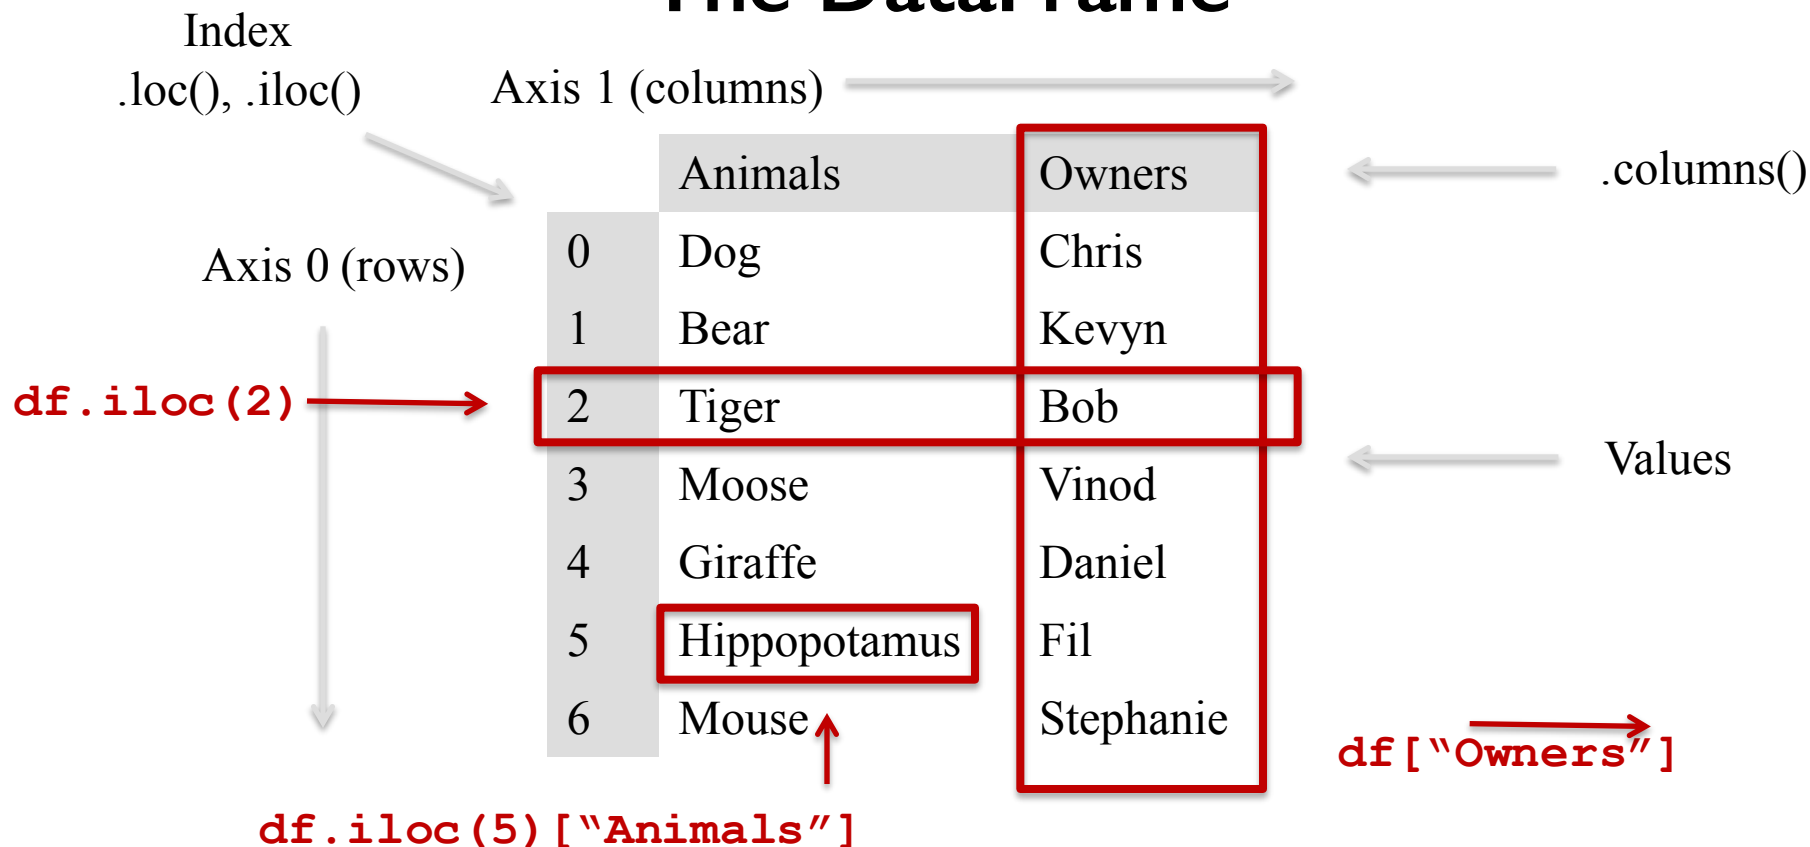 The DataFrame
Index
.loc(), .iloc()
Axis 1 (columns)
Animals Owners
.columns()
Axis 0 (rows)
0 Dog Chris
1 Bear Kevyn
df.iloc(2)
2 Tiger Bob
Values
3 Moose Vinod
4 Giraffe Daniel
5 Hippopotamus Fil
6 Mouse Stephanie
df[“Owners”]
df.iloc(5)[“Animals”]